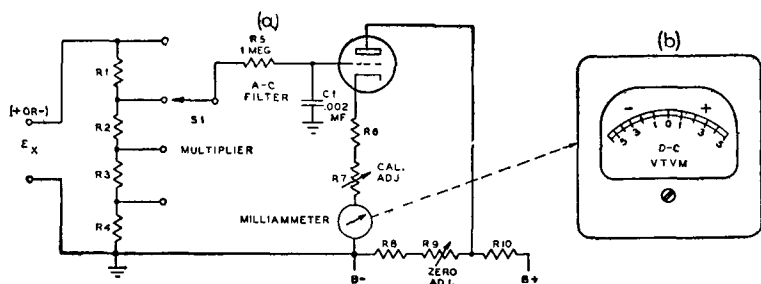 (a)
R5
1 MEG
A-C
FILTER
C1
.002
MF
R1
R2
R3
R4
S1
MULTIPLIER
(+ OR -)
Ex
R6
R7
CAL.
ADJ
MILLIAMMETER
B-
R8
R9
ZERO
ADJ.
R10
B+
(b)
- +
5 3 1 0 1 3 5
D-C
VTVM